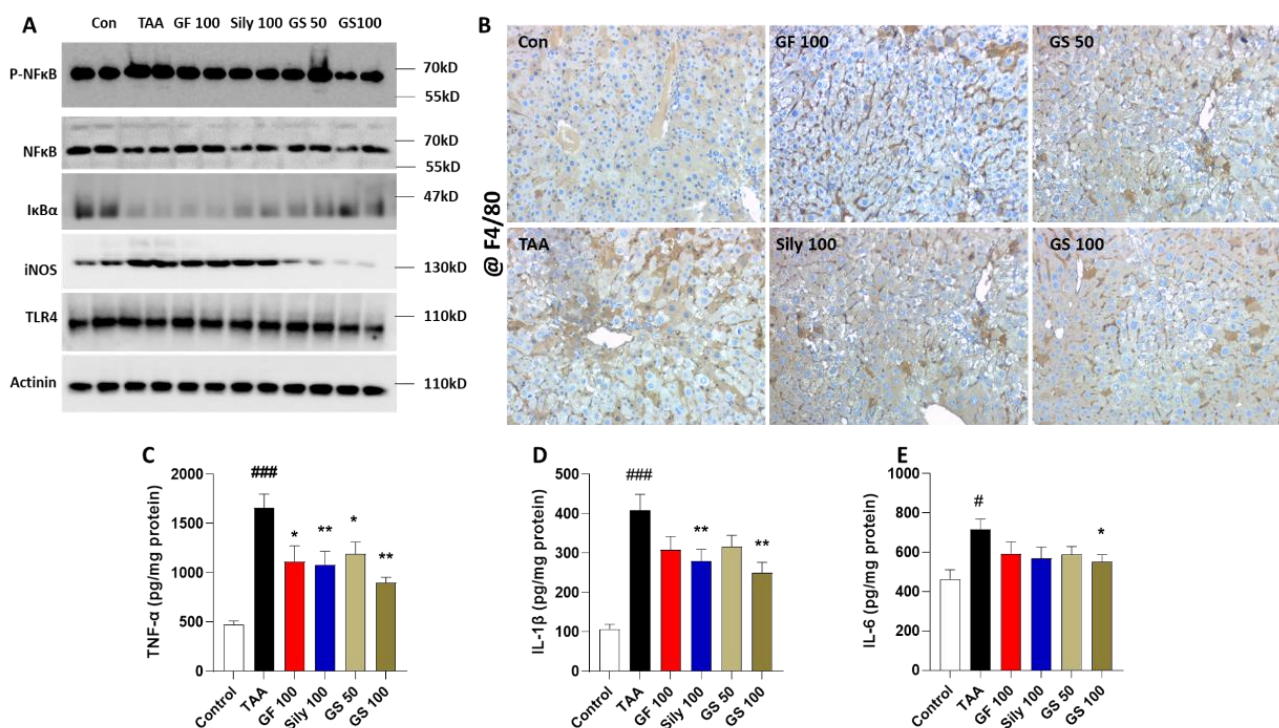 A
Con TAA GF 100 Sily 100 GS 50 GS100
P-NFκB
70kD
55kD
NFκB
70kD
55kD
IκBα
47kD
iNOS
130kD
TLR4
110kD
Actinin
110kD
B
@ F4/80
Con
GF 100
GS 50
TAA
Sily 100
GS 100
C
TNF-α (pg/mg protein)
2000
1500
1000
500
0
###
*
**
*
**
Control
TAA
GF 100
Sily 100
GS 50
GS 100
D
IL-1β (pg/mg protein)
500
400
300
200
100
0
###
**
**
Control
TAA
GF 100
Sily 100
GS 50
GS 100
E
IL-6 (pg/mg protein)
800
600
400
200
0
#
*
Control
TAA
GF 100
Sily 100
GS 50
GS 100